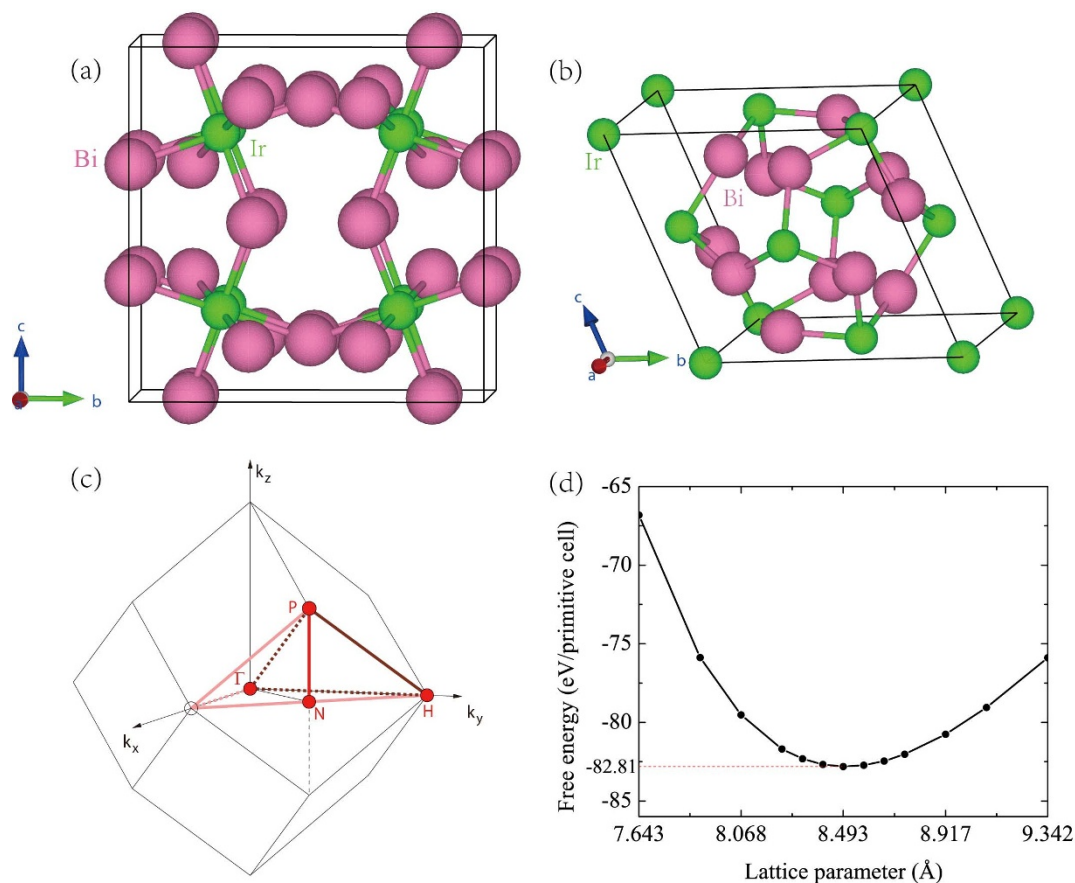 (a)
Bi
Ir
c
a
b
(b)
Ir
Bi
c
a
b
(c)
kz
P
Γ
N
H
ky
kx
(d)
Free energy (eV/primitive cell)
-65
-70
-75
-80
-82.81
-85
7.643 8.068 8.493 8.917 9.342
Lattice parameter (Å)